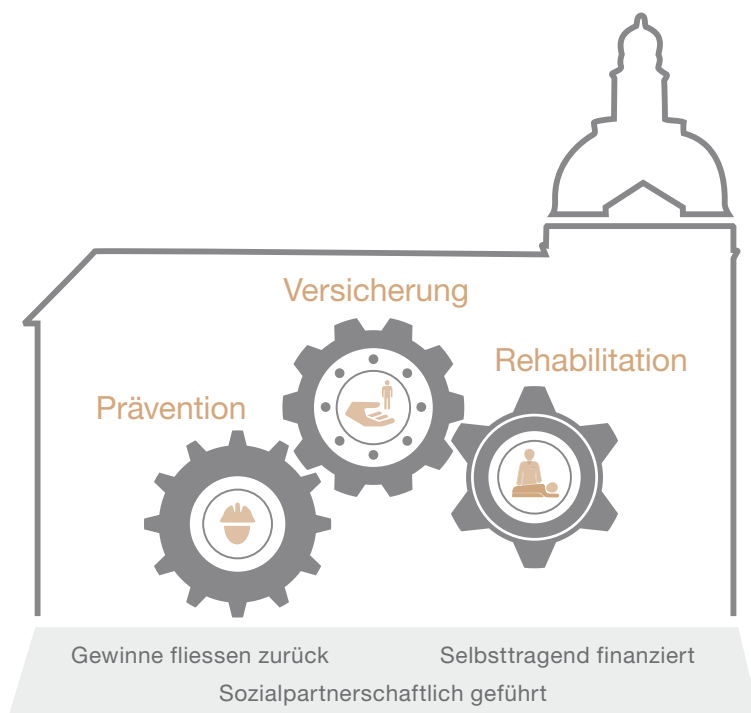 Versicherung
Rehabilitation
Prävention
Gewinne fliessen zurück
Selbsttragend finanziert
Sozialpartnerschaftlich geführt